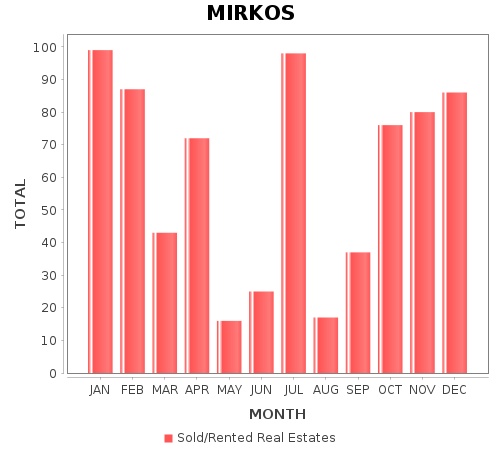 MIRKOS
TOTAL
100
90
80
70
60
50
40
30
20
10
0
JAN FEB MAR APR MAY JUN JUL AUG SEP OCT NOV DEC
MONTH
Sold/Rented Real Estates